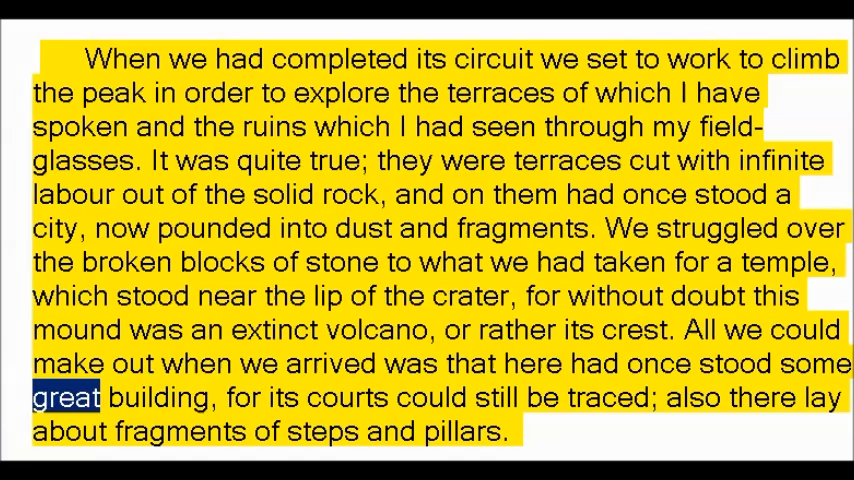 When we had completed its circuit we set to work to climb
the peak in order to explore the terraces of which I have
spoken and the ruins which I had seen through my field-
glasses. It was quite true; they were terraces cut with infinite
labour out of the solid rock, and on them had once stood a
city, now pounded into dust and fragments. We struggled over
the broken blocks of stone to what we had taken for a temple,
which stood near the lip of the crater, for without doubt this
mound was an extinct volcano, or rather its crest. All we could
make out when we arrived was that here had once stood some
great building, for its courts could still be traced; also there lay
about fragments of steps and pillars.